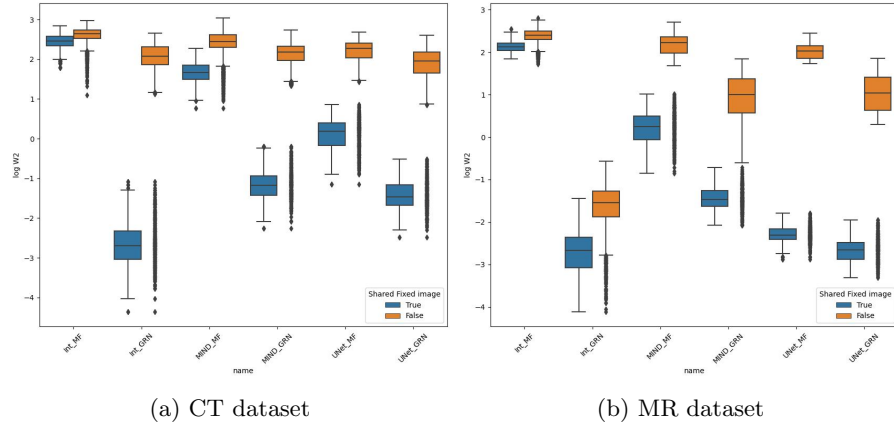 3
2
1
0
−1
−2
−3
−4
log W2
Int_MF
Int_GRN
MIND_MF
MIND_GRN
UNet_MF
UNet_GRN
name
Shared Fixed image
True
False
(a) CT dataset
3
2
1
0
−1
−2
−3
−4
log W2
Int_MF
Int_GRN
MIND_MF
MIND_GRN
UNet_MF
UNet_GRN
name
Shared Fixed image
True
False
(b) MR dataset